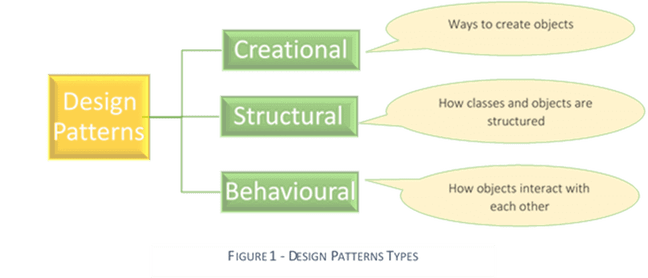 Design
Patterns
Creational
Ways to create objects
Structural
How classes and objects are
structured
Behavioural
How objects interact with
each other
FIGURE 1 - DESIGN PATTERNS TYPES